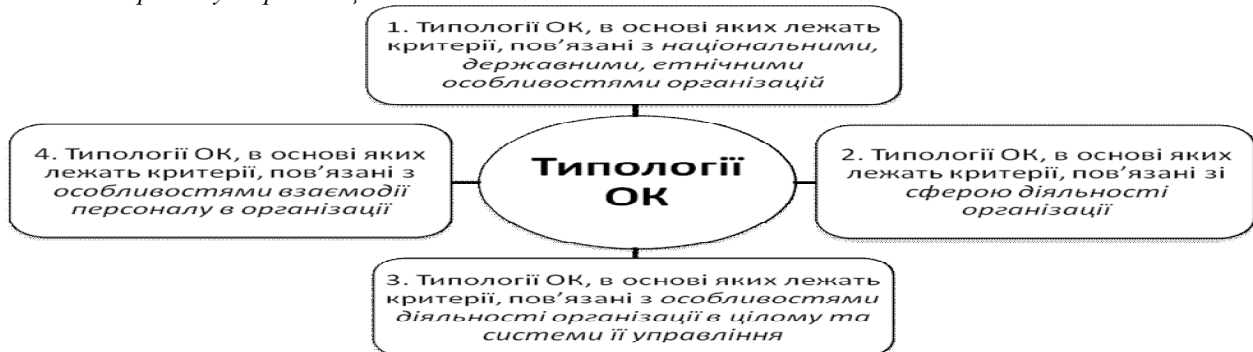 1. Типології ОК, в основі яких лежать
критерії, пов’язані з національними,
державними, етнічними
особливостями організацій
4. Типології ОК, в основі яких
лежать критерії, пов’язані з
особливостями взаємодії
персоналу в організації
Типології
ОК
2. Типології ОК, в основі яких
лежать критерії, пов’язані зі
сферою діяльності
організації
3. Типології ОК, в основі яких лежать
критерії, пов’язані з особливостями
діяльності організації в цілому та
системи її управління